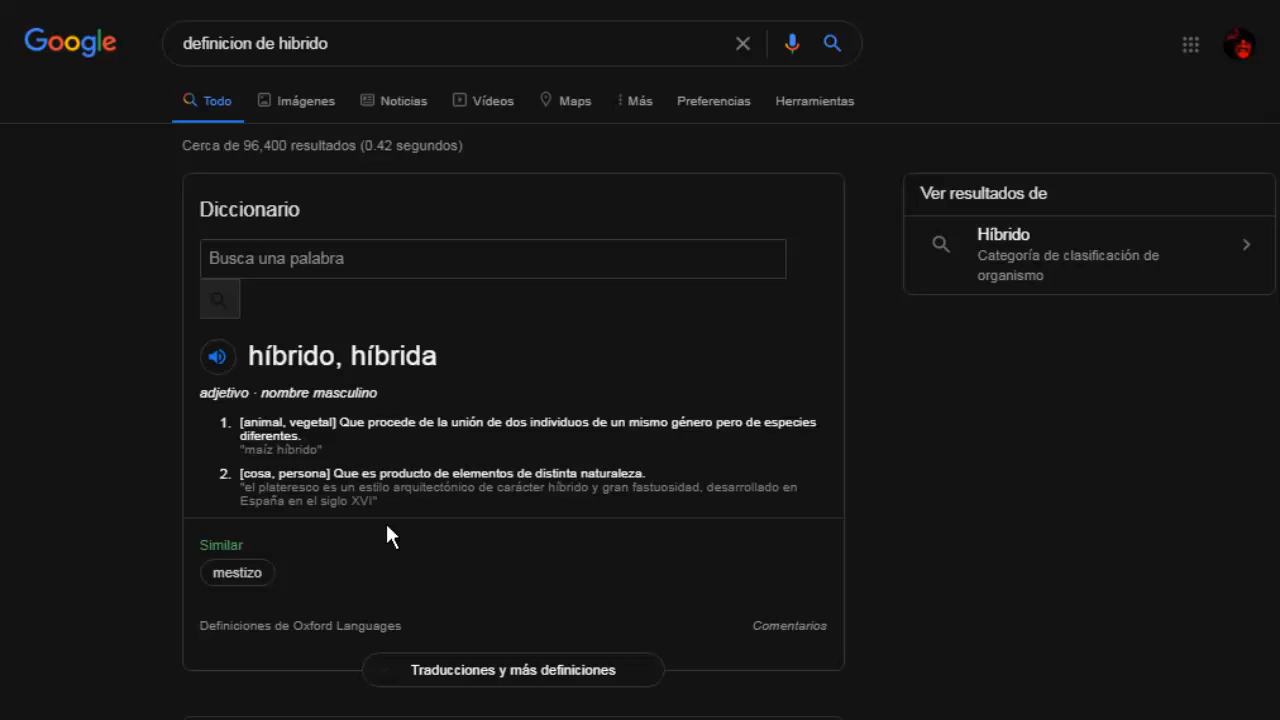 Google
definicion de hibrido
Todo
Imágenes
Noticias
Vídeos
Maps
Más
Preferencias
Herramientas
Cerca de 96,400 resultados (0.42 segundos)
Diccionario
Busca una palabra
híbrido, híbrida
adjetivo · nombre masculino
1. [animal, vegetal] Que procede de la unión de dos individuos de un mismo género pero de especies
diferentes.
"maíz híbrido"
2. [cosa, persona] Que es producto de elementos de distinta naturaleza.
"el plateresco es un estilo arquitectónico de carácter híbrido y gran fastuosidad, desarrollado en
España en el siglo XVI"
Similar
mestizo
Definiciones de Oxford Languages
Comentarios
Traducciones y más definiciones
Ver resultados de
Híbrido
Categoría de clasificación de
organismo